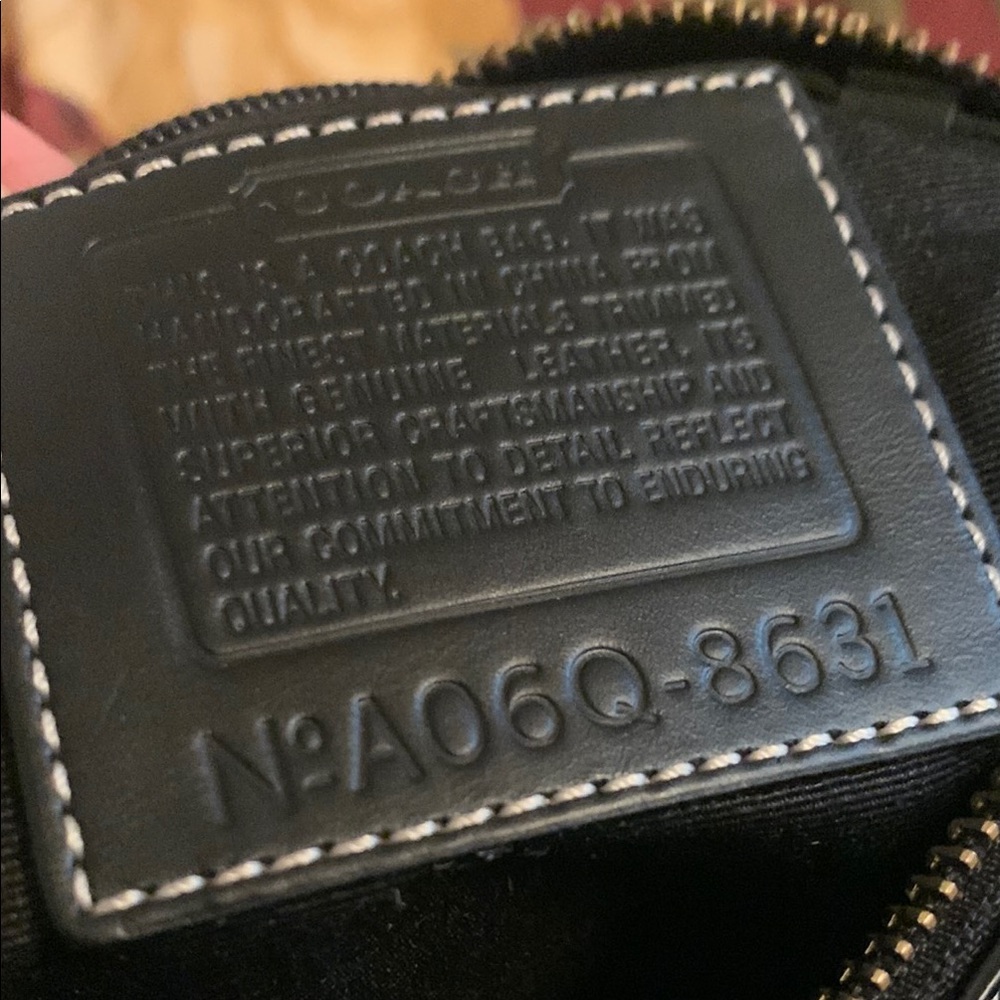 COACH
THIS IS A COACH BAG. IT WAS
HANDCRAFTED IN CHINA FROM
THE FINEST MATERIALS TRIMMED
WITH GENUINE LEATHER. ITS
SUPERIOR CRAFTSMANSHIP AND
ATTENTION TO DETAIL REFLECT
OUR COMMITMENT TO ENDURING
QUALITY.
NºA06Q-8631